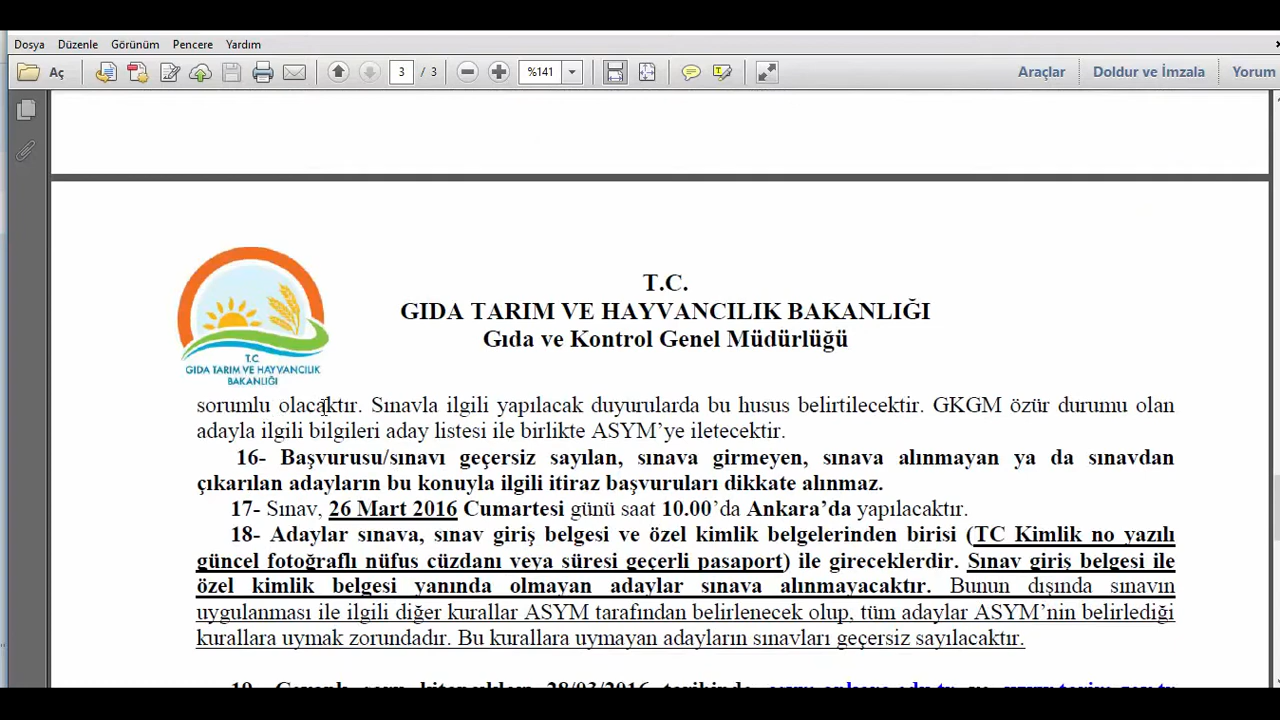 Dosya Düzenle Görünüm Pencere Yardım
Aç 3 / 3 %141 Araçlar Doldur ve İmzala Yorum
T.C.
GIDA TARIM VE HAYVANCILIK BAKANLIĞI
Gıda ve Kontrol Genel Müdürlüğü
T.C
GIDA TARIM VE HAYVANCILIK
BAKANLIĞI
sorumlu olacaktır. Sınavla ilgili yapılacak duyurularda bu husus belirtilecektir. GKGM özür durumu olan
adayla ilgili bilgileri aday listesi ile birlikte ASYM’ye iletecektir.
16- Başvurusu/sınavı geçersiz sayılan, sınava girmeyen, sınava alınmayan ya da sınavdan
çıkarılan adayların bu konuyla ilgili itiraz başvuruları dikkate alınmaz.
17- Sınav, 26 Mart 2016 Cumartesi günü saat 10.00’da Ankara’da yapılacaktır.
18- Adaylar sınava, sınav giriş belgesi ve özel kimlik belgelerinden birisi (TC Kimlik no yazılı
güncel fotoğraflı nüfus cüzdanı veya süresi geçerli pasaport) ile gireceklerdir. Sınav giriş belgesi ile
özel kimlik belgesi yanında olmayan adaylar sınava alınmayacaktır. Bunun dışında sınavın
uygulanması ile ilgili diğer kurallar ASYM tarafından belirlenecek olup, tüm adaylar ASYM’nin belirlediği
kurallara uymak zorundadır. Bu kurallara uymayan adayların sınavları geçersiz sayılacaktır.
28/03/2016